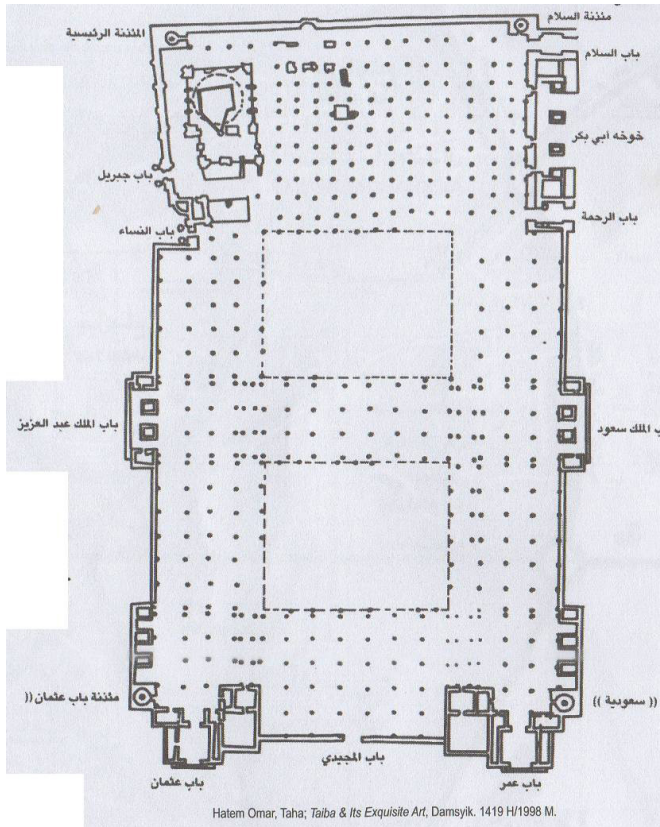 مئذنة السلام
المئذنة الرئيسية
باب السلام
خوخه أبي بكر
باب جبريل
باب الرحمة
باب النساء
باب الملك عبد العزيز
ب الملك سعود
مئذنة باب عثمان ((
(( سعودية ))
باب المجيدي
باب عثمان
باب عمر
Hatem Omar, Taha; Taiba & Its Exquisite Art, Damsyik. 1419 H/1998 M.